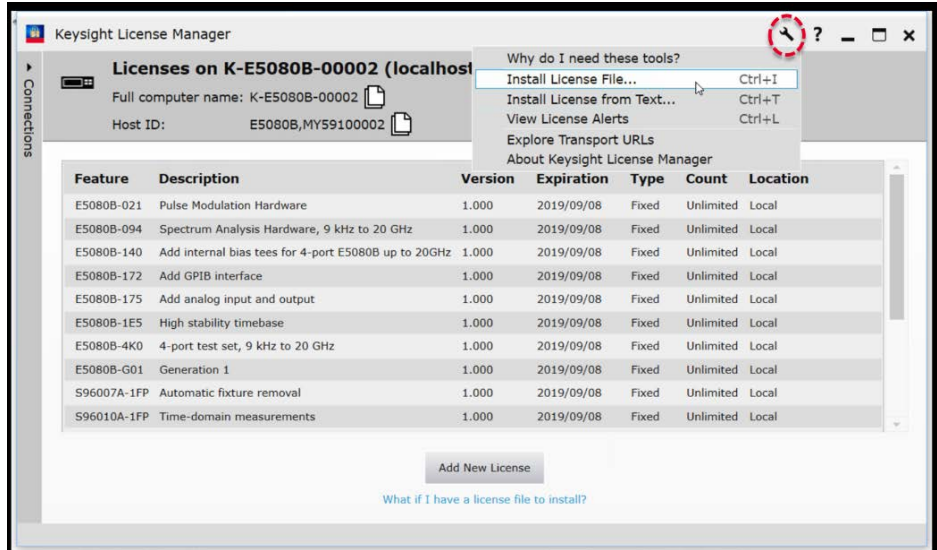 Keysight License Manager
?
Connections
Licenses on K-E5080B-00002 (localhost
Full computer name: K-E5080B-00002
Host ID: E5080B,MY59100002
Why do I need these tools?
Install License File... Ctrl+I
Install License from Text... Ctrl+T
View License Alerts Ctrl+L
Explore Transport URLs
About Keysight License Manager
Feature Description Version Expiration Type Count Location
E5080B-021 Pulse Modulation Hardware 1.000 2019/09/08 Fixed Unlimited Local
E5080B-094 Spectrum Analysis Hardware, 9 kHz to 20 GHz 1.000 2019/09/08 Fixed Unlimited Local
E5080B-140 Add internal bias tees for 4-port E5080B up to 20GHz 1.000 2019/09/08 Fixed Unlimited Local
E5080B-172 Add GPIB interface 1.000 2019/09/08 Fixed Unlimited Local
E5080B-175 Add analog input and output 1.000 2019/09/08 Fixed Unlimited Local
E5080B-1E5 High stability timebase 1.000 2019/09/08 Fixed Unlimited Local
E5080B-4K0 4-port test set, 9 kHz to 20 GHz 1.000 2019/09/08 Fixed Unlimited Local
E5080B-G01 Generation 1 1.000 2019/09/08 Fixed Unlimited Local
S96007A-1FP Automatic fixture removal 1.000 2019/09/08 Fixed Unlimited Local
S96010A-1FP Time-domain measurements 1.000 2019/09/08 Fixed Unlimited Local
Add New License
What if I have a license file to install?